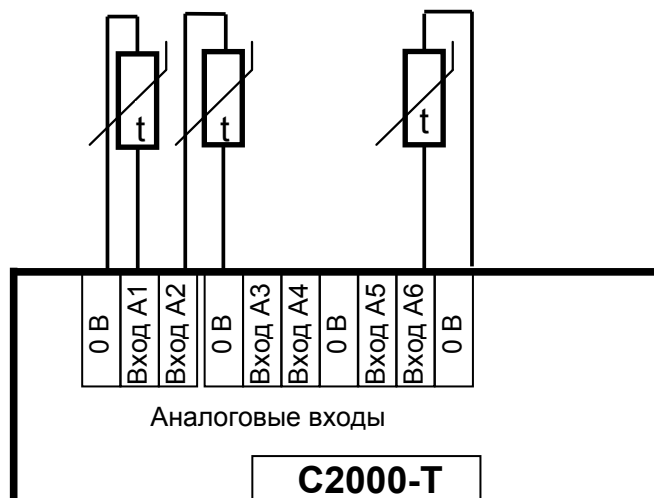 t
t
t
0 В
Вход А1
Вход А2
0 В
Вход А3
Вход А4
0 В
Вход А5
Вход А6
0 В
Аналоговые входы
С2000-Т